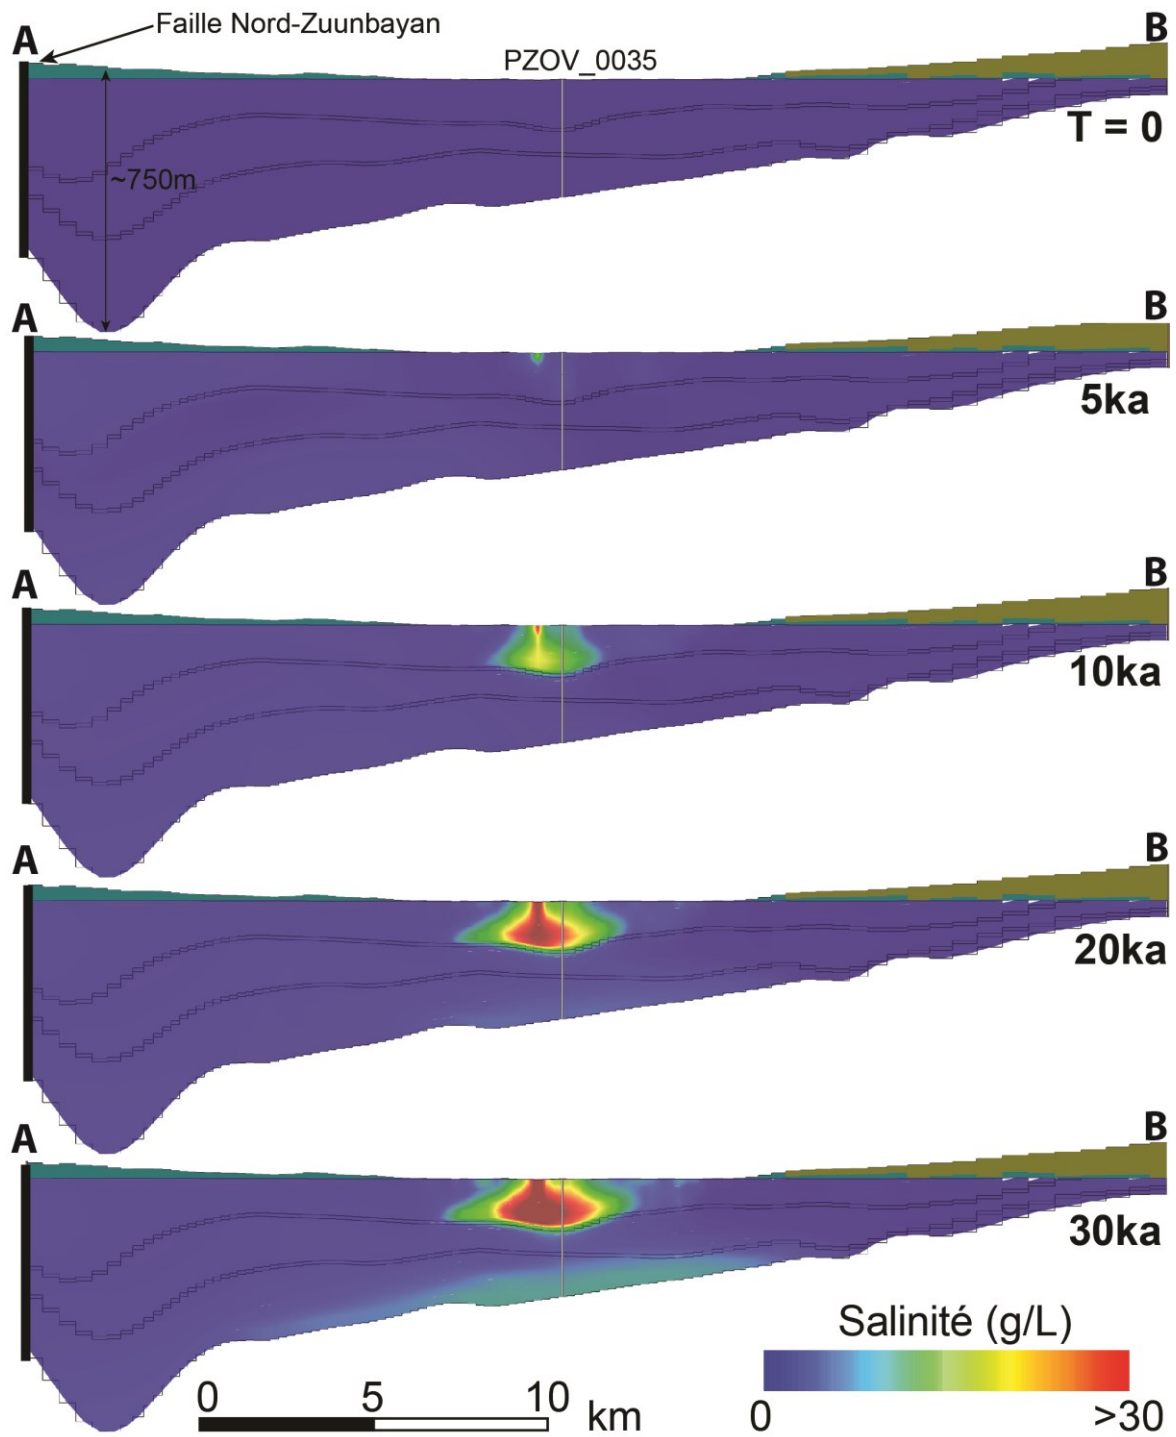 A
Faille Nord-Zuunbayan
B
PZOV_0035
T = 0
~750m
A
B
5ka
A
B
10ka
A
B
20ka
A
B
30ka
Salinité (g/L)
0 5 10
km
0 >30